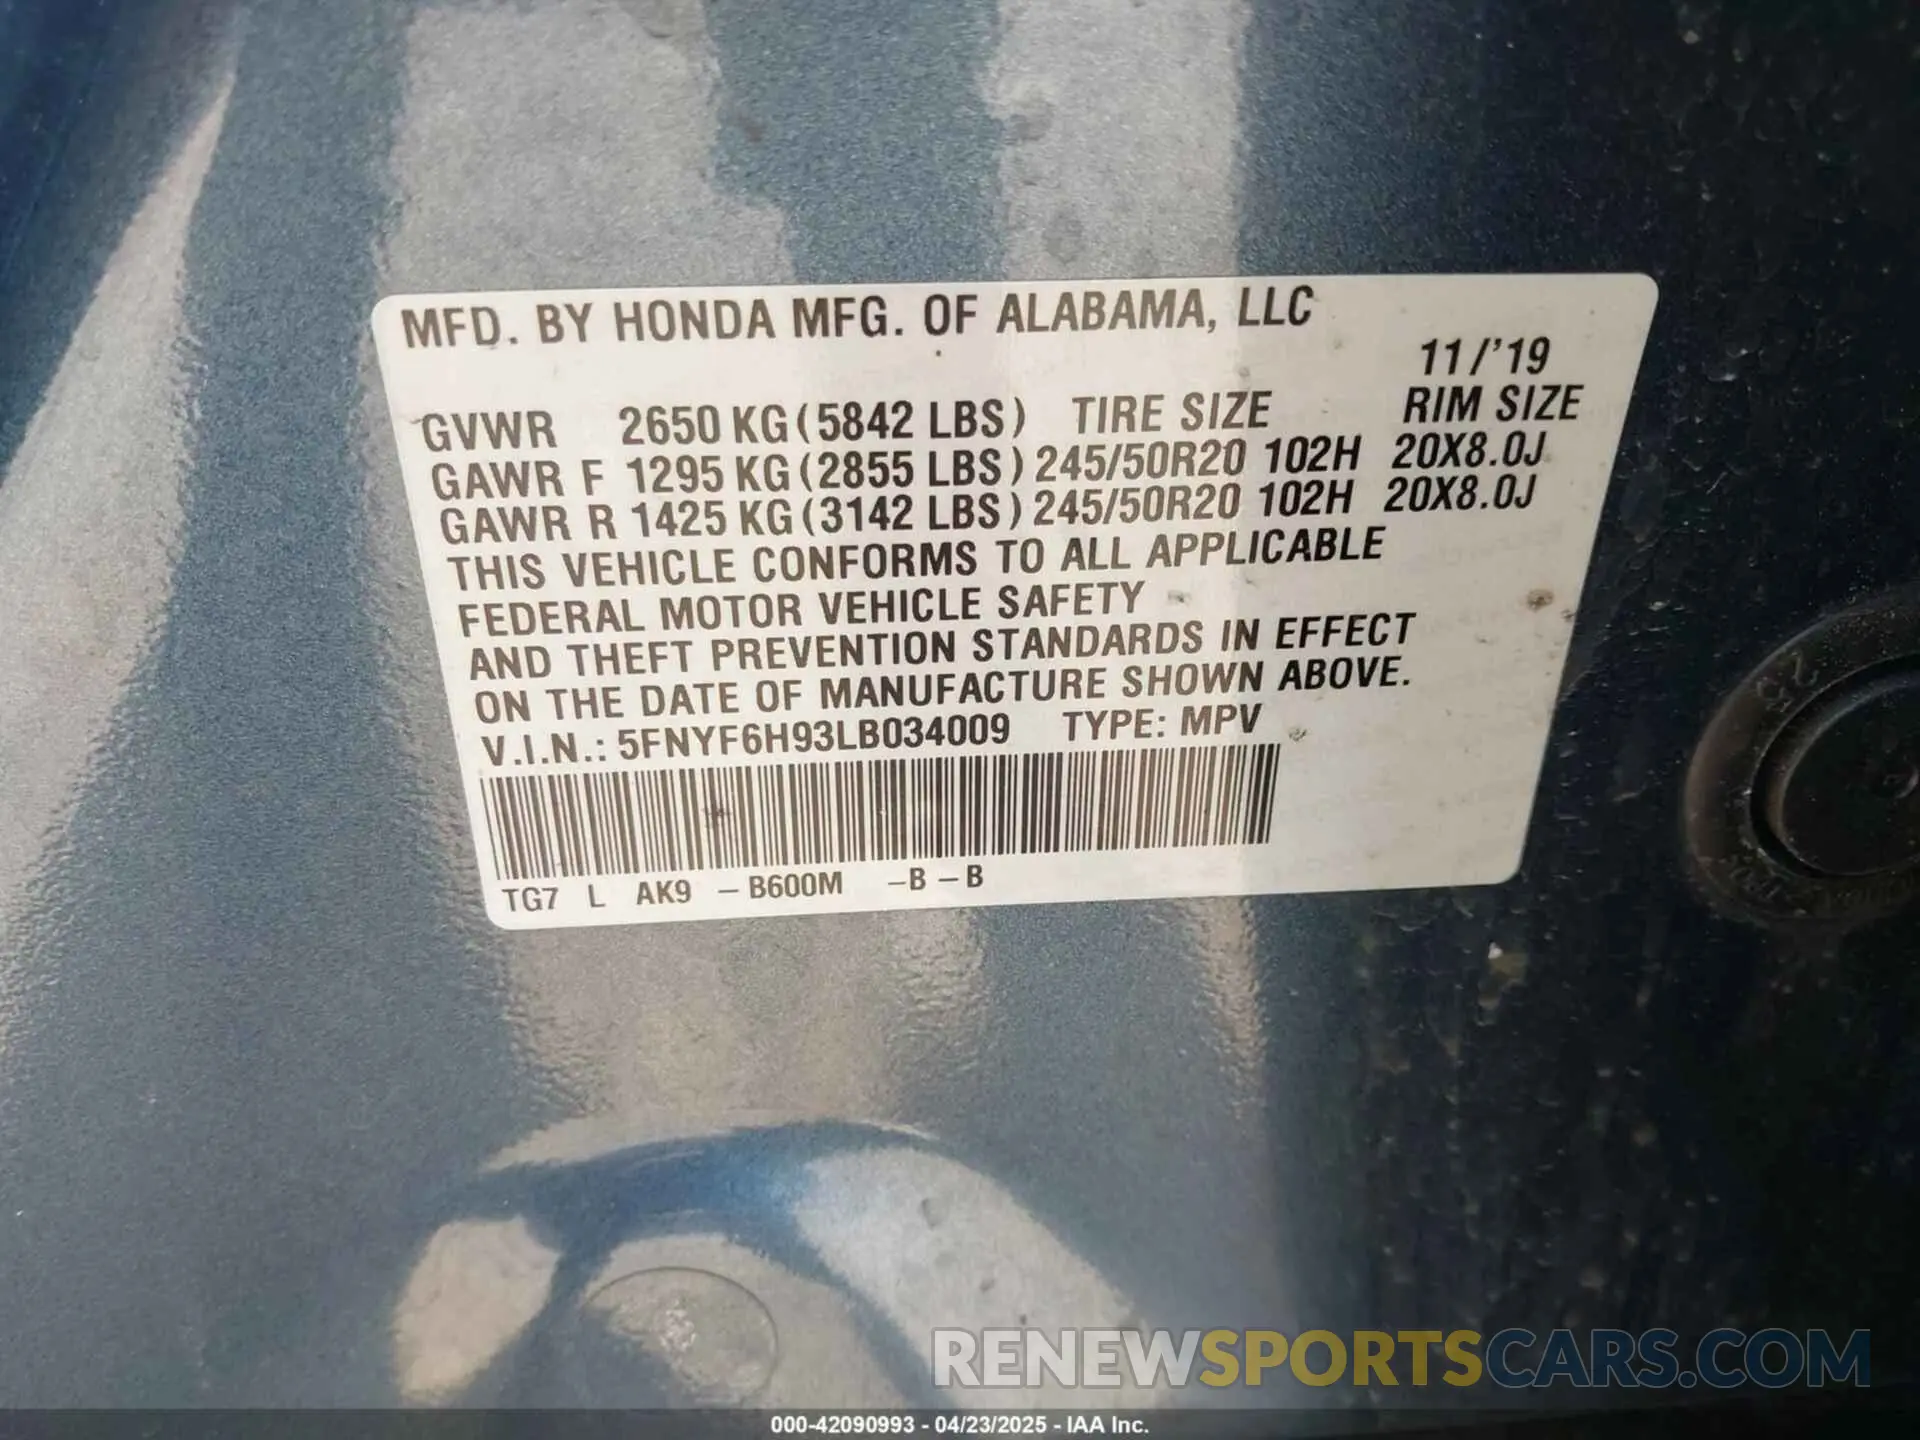 MFD. BY HONDA MFG. OF ALABAMA, LLC
11/'19
GVWR 2650 KG (5842 LBS) TIRE SIZE RIM SIZE
GAWR F 1295 KG (2855 LBS) 245/50R20 102H 20X8.0J
GAWR R 1425 KG (3142 LBS) 245/50R20 102H 20X8.0J
THIS VEHICLE CONFORMS TO ALL APPLICABLE
FEDERAL MOTOR VEHICLE SAFETY
AND THEFT PREVENTION STANDARDS IN EFFECT
ON THE DATE OF MANUFACTURE SHOWN ABOVE.
V.I.N.: 5FNYF6H93LB034009 TYPE: MPV
TG7 L AK9 – B600M –B – B
25
RENEWSPORTSCARS.COM
000-42090993 - 04/23/2025 - IAA Inc.